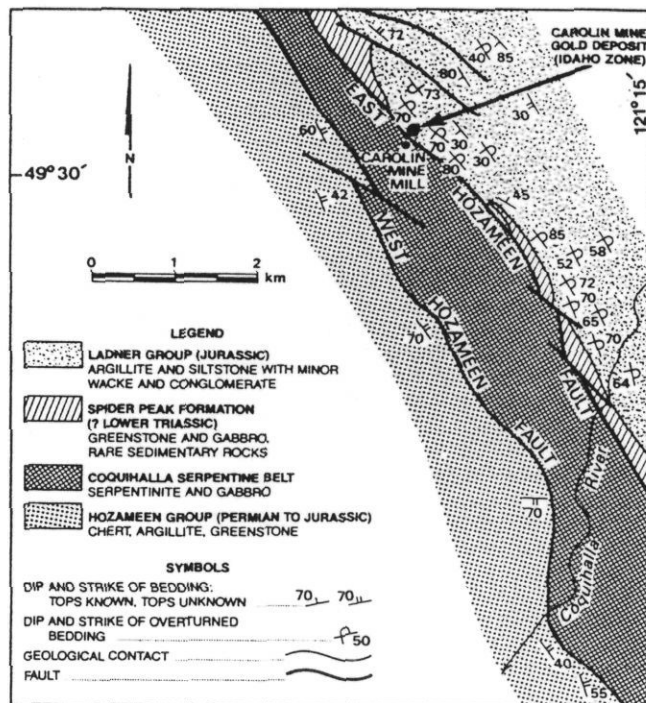 CAROLIN MINE
GOLD DEPOSIT
(IDAHO ZONE)
121°15´
49°30´
N
72
40
85
80
73
EAST
70
30
60
70
30
30
CAROLIN
MINE
MILL
80
42
HOZAMEEN
45
WEST
85
58
52
72
70
65
70
64
HOZAMEEN
70
FAULT
FAULT
River
70
Coquihalla
40
55
0 1 2
km
LEGEND
LADNER GROUP (JURASSIC)
ARGILLITE AND SILTSTONE WITH MINOR
WACKE AND CONGLOMERATE
SPIDER PEAK FORMATION
(? LOWER TRIASSIC)
GREENSTONE AND GABBRO,
RARE SEDIMENTARY ROCKS
COQUIHALLA SERPENTINE BELT
SERPENTINITE AND GABBRO
HOZAMEEN GROUP (PERMIAN TO JURASSIC)
CHERT, ARGILLITE, GREENSTONE
SYMBOLS
DIP AND STRIKE OF BEDDING:
TOPS KNOWN, TOPS UNKNOWN 70 70
DIP AND STRIKE OF OVERTURNED
BEDDING 50
GEOLOGICAL CONTACT
FAULT